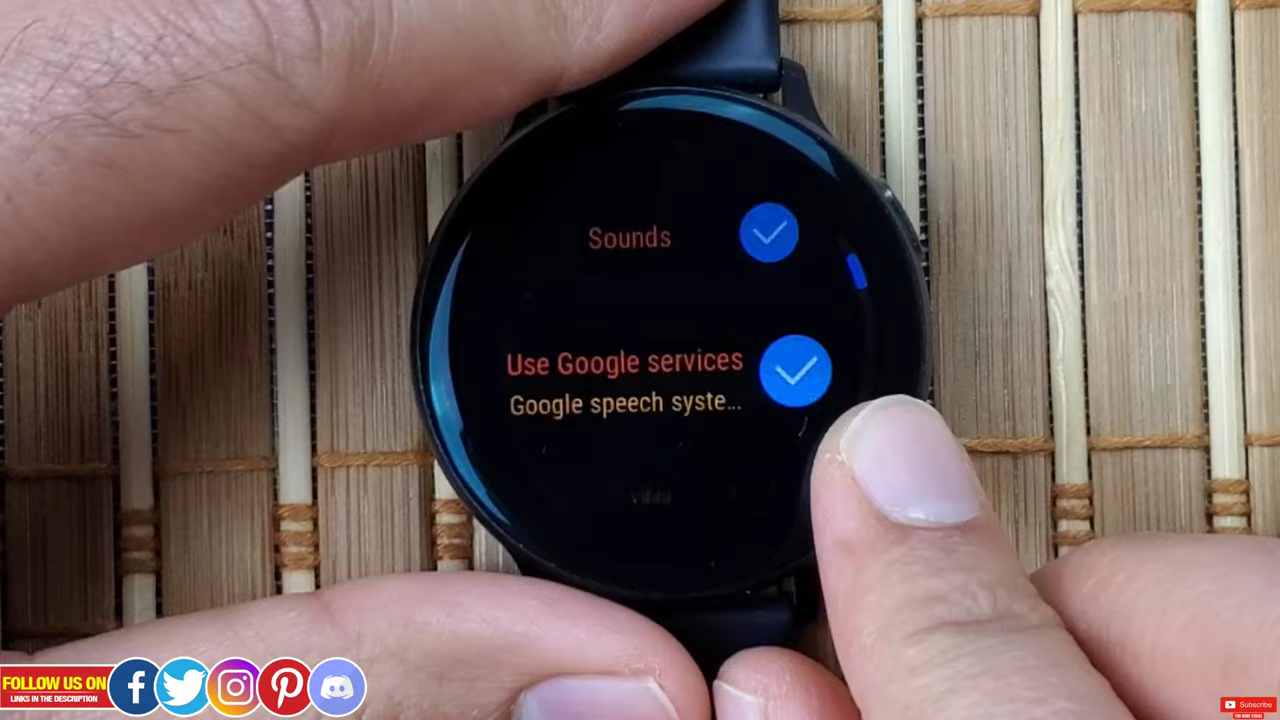 Sounds
Use Google services
Google speech syste...
FOLLOW US ON
LINKS IN THE DESCRIPTION
Subscribe